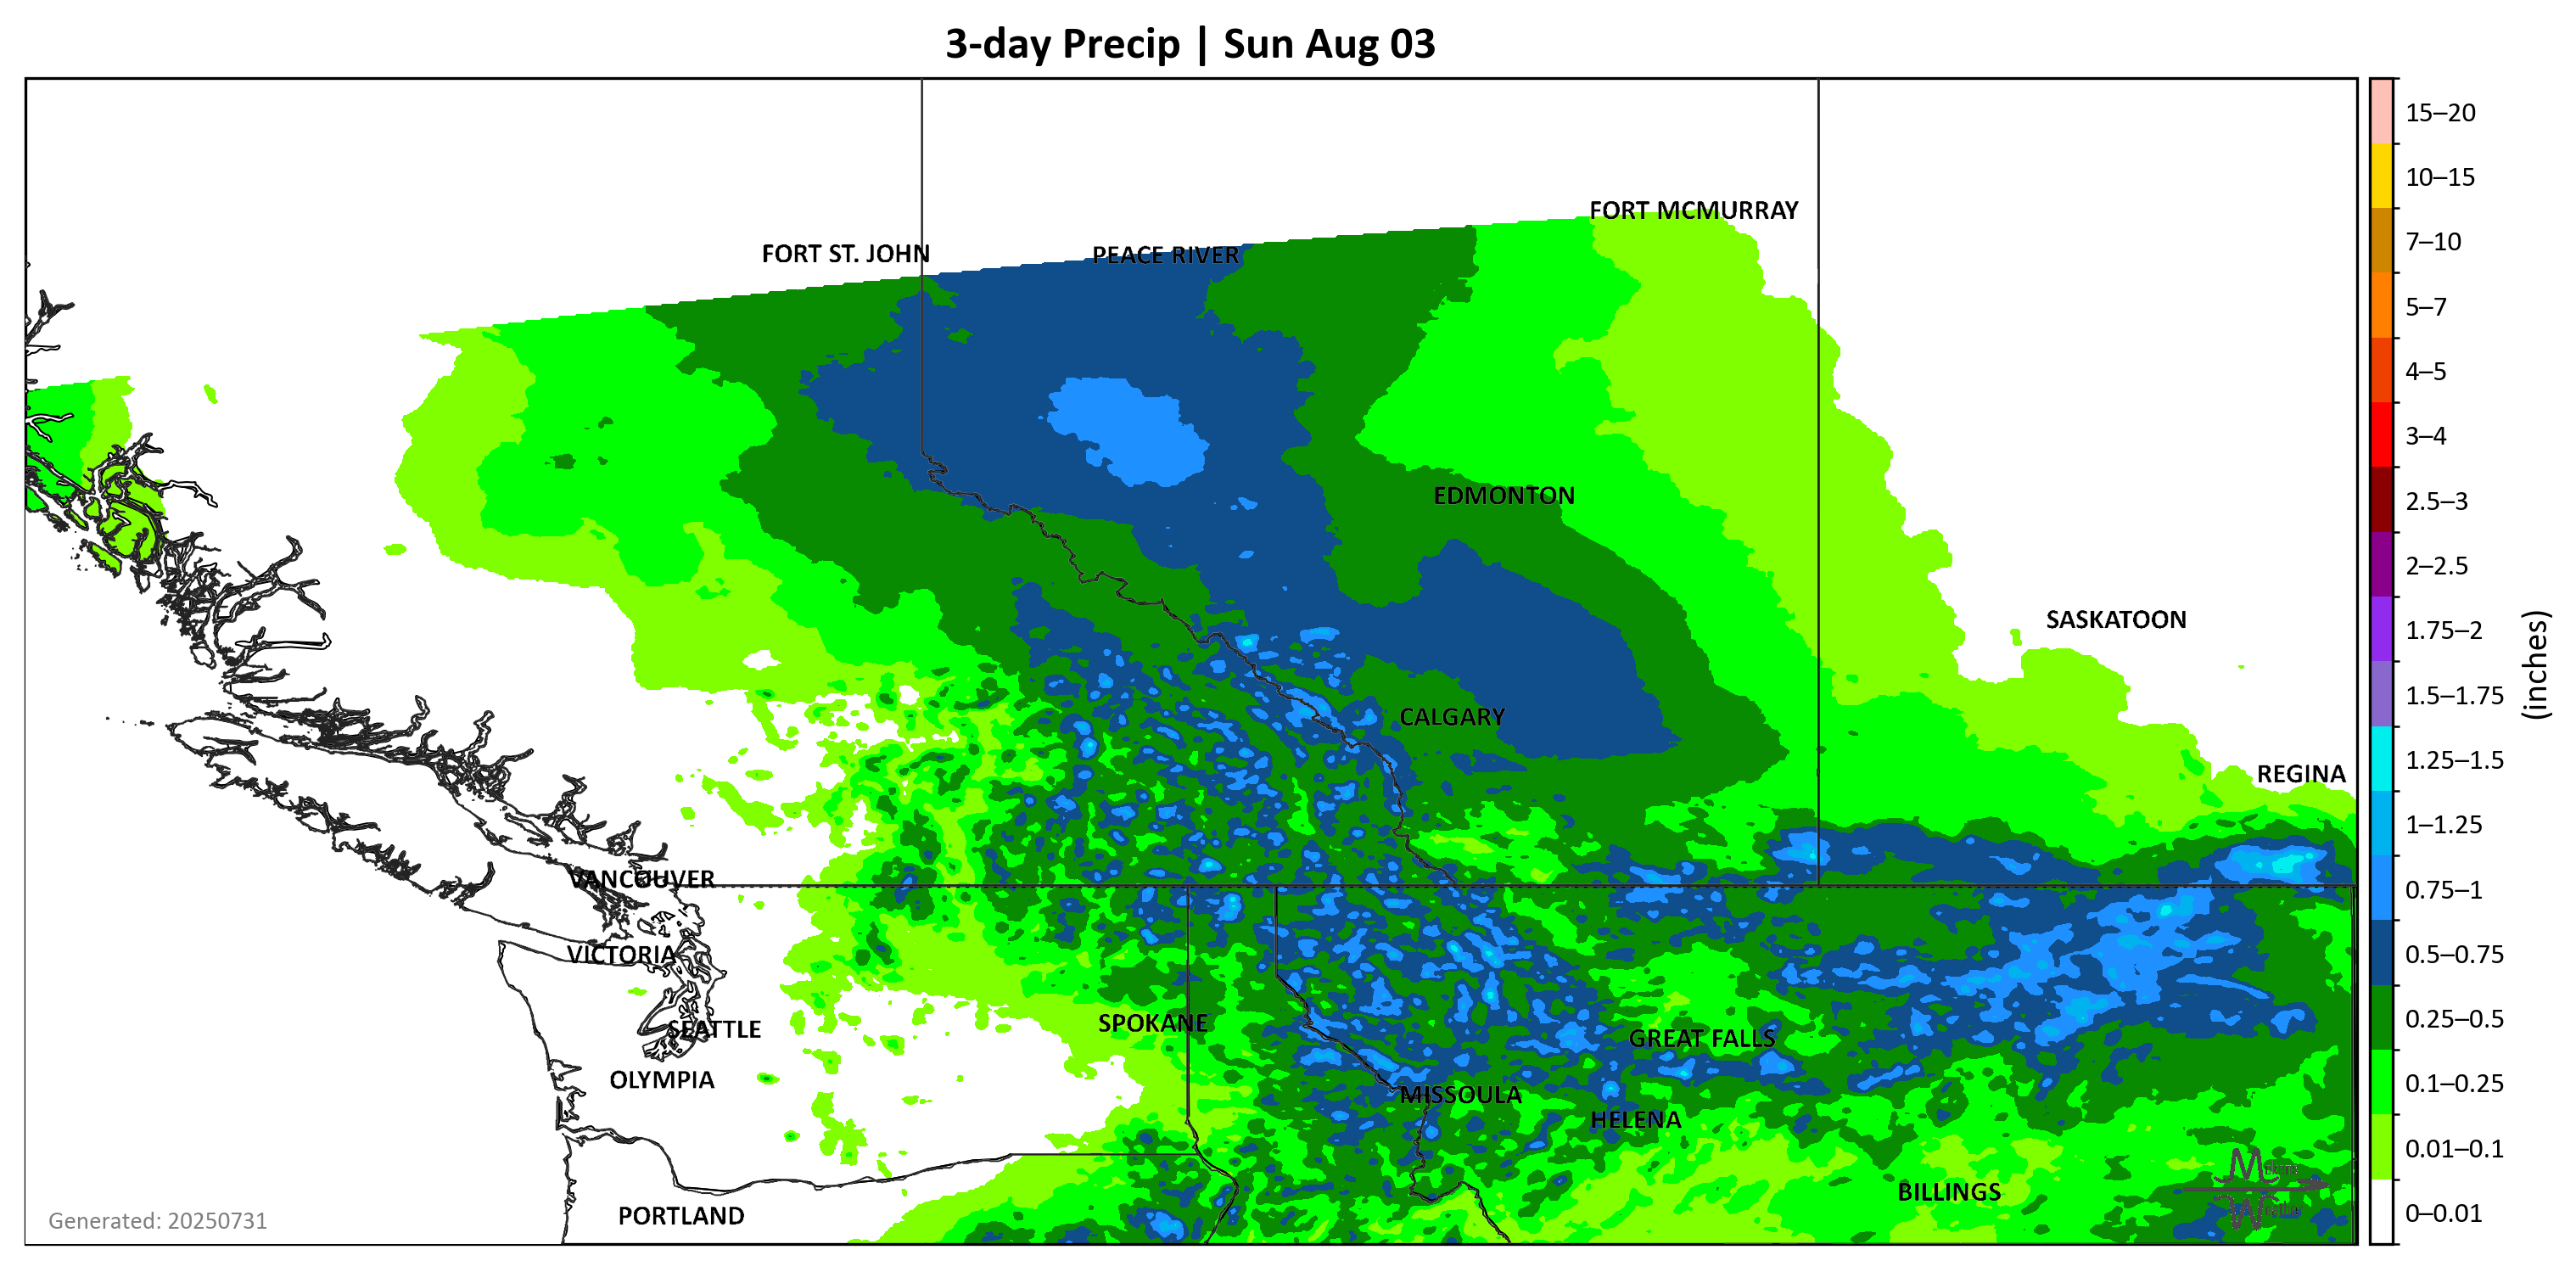 3-day Precip | Sun Aug 03
FORT MCMURRAY
FORT ST. JOHN
PEACE RIVER
EDMONTON
SASKATOON
CALGARY
REGINA
VANCOUVER
VICTORIA
SPOKANE
SEATTLE
GREAT FALLS
OLYMPIA
MISSOULA
HELENA
BILLINGS
PORTLAND
Generated: 20250731
15–20
10–15
7–10
5–7
4–5
3–4
2.5–3
2–2.5
1.75–2
1.5–1.75
1.25–1.5
1–1.25
0.75–1
0.5–0.75
0.25–0.5
0.1–0.25
0.01–0.1
0–0.01
(inches)